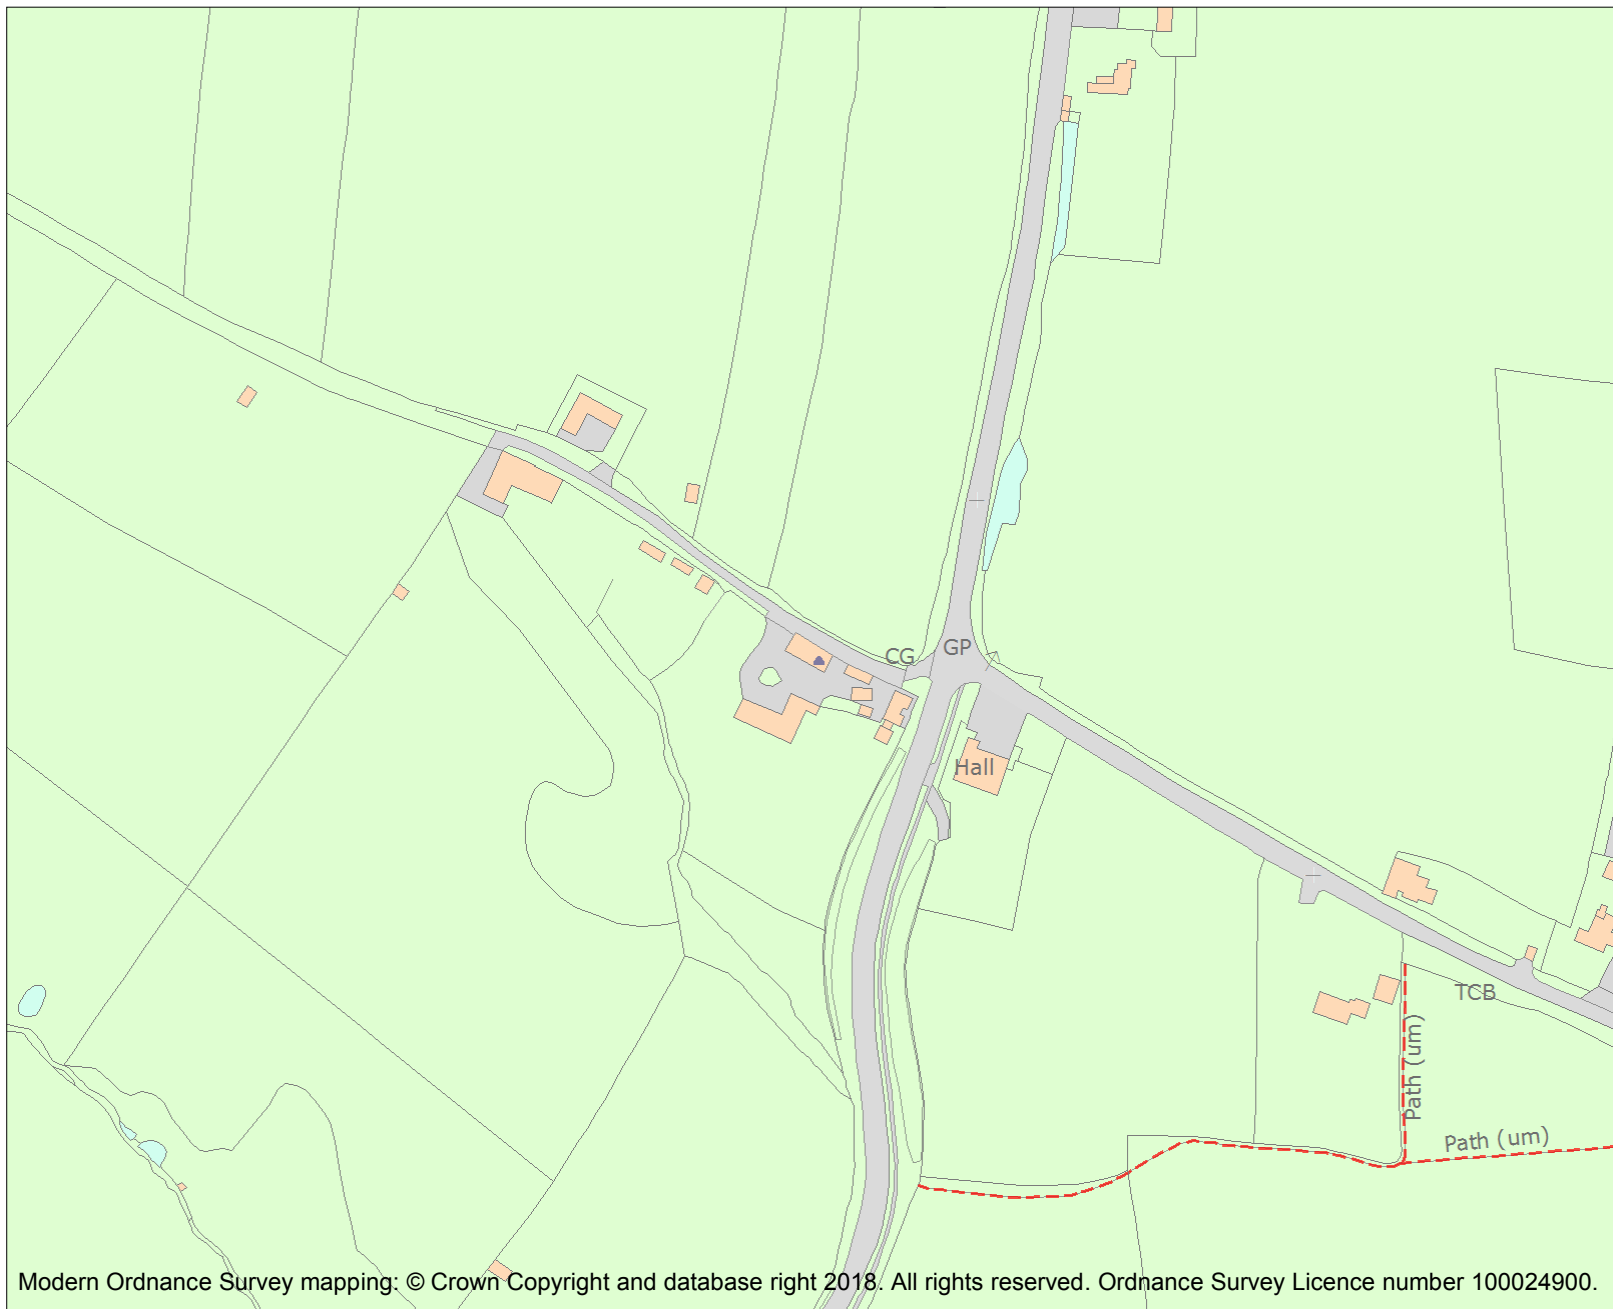 CG
GP
Hall
TCB
Path (um)
Path (um)
Modern Ordnance Survey mapping: © Crown Copyright and database right 2018. All rights reserved. Ordnance Survey Licence number 100024900.